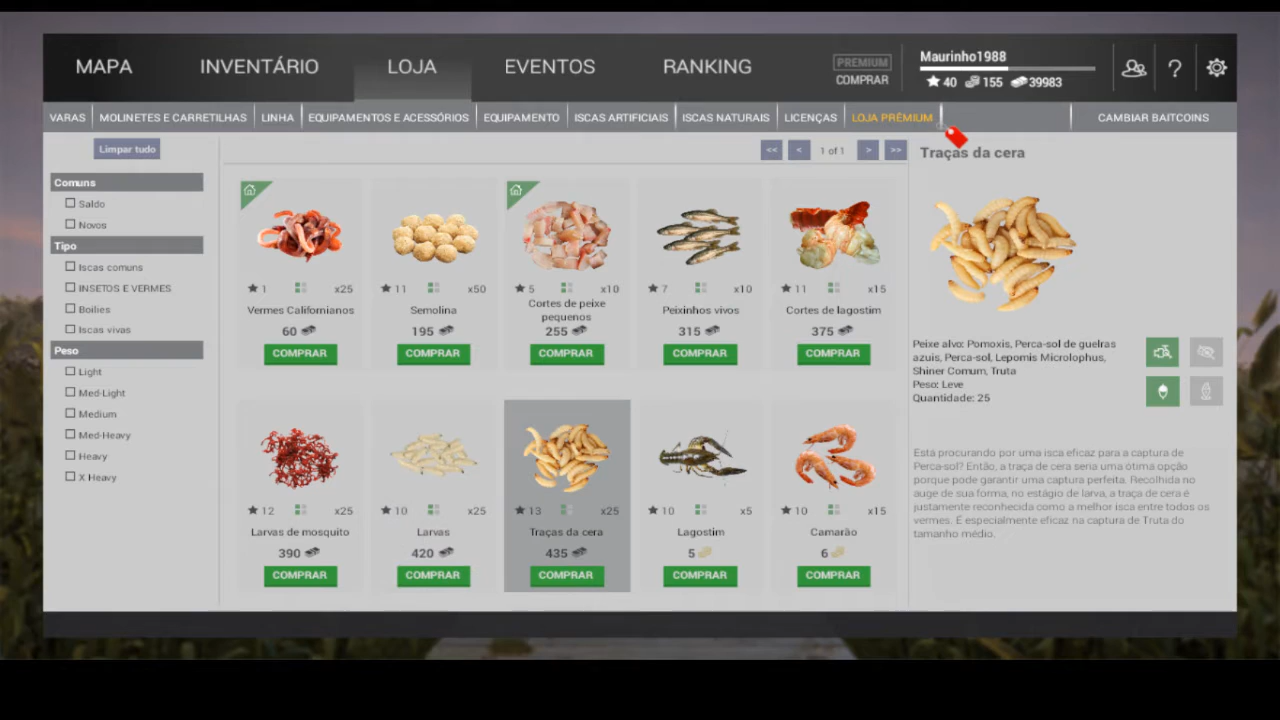 MAPA
INVENTÁRIO
LOJA
EVENTOS
RANKING
PREMIUM
COMPRAR
Maurinho1988
40 155 39983
?
VARAS
MOLINETES E CARRETILHAS
LINHA
EQUIPAMENTOS E ACESSÓRIOS
EQUIPAMENTO
ISCAS ARTIFICIAIS
ISCAS NATURAIS
LICENÇAS
LOJA PRÊMIUM
CAMBIAR BAITCOINS
Limpar tudo
<< < 1 of 1 > >>
Comuns
Saldo
Novos
Tipo
Iscas comuns
INSETOS E VERMES
Boilies
Iscas vivas
Peso
Light
Med-Light
Medium
Med-Heavy
Heavy
X Heavy
1 x25
Vermes Californianos
60
COMPRAR
11 x50
Semolina
195
COMPRAR
5 x10
Cortes de peixe
pequenos
255
COMPRAR
7 x10
Peixinhos vivos
315
COMPRAR
11 x15
Cortes de lagostim
375
COMPRAR
12 x25
Larvas de mosquito
390
COMPRAR
10 x25
Larvas
420
COMPRAR
13 x25
Traças da cera
435
COMPRAR
10 x5
Lagostim
5
COMPRAR
10 x15
Camarão
6
COMPRAR
Traças da cera
Peixe alvo: Pomoxis, Perca-sol de guelras
azuis, Perca-sol, Lepomis Microlophus,
Shiner Comum, Truta
Peso: Leve
Quantidade: 25
Está procurando por uma isca eficaz para a captura de
Perca-sol? Então, a traça de cera seria uma ótima opção
porque pode garantir uma captura perfeita. Recolhida no
auge de sua forma, no estágio de larva, a traça de cera é
justamente reconhecida como a melhor isca entre todos os
vermes. É especialmente eficaz na captura de Truta do
tamanho médio.